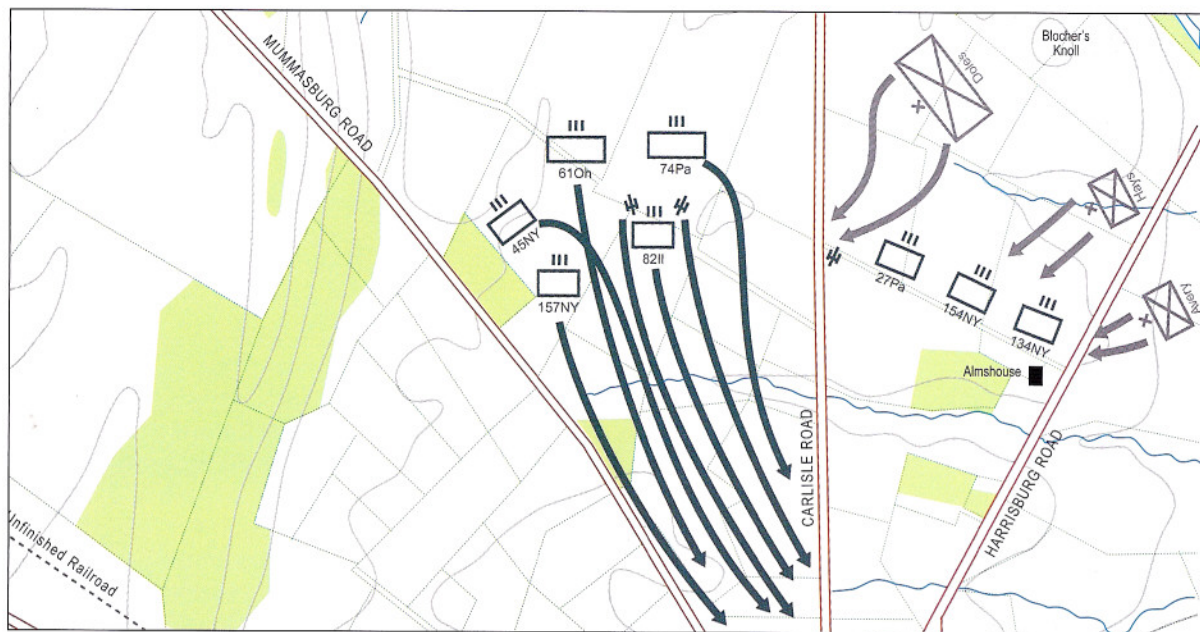 Blocher's
Knoll
MUMMASBURG ROAD
Doles
61Oh
74Pa
Hays
45NY
82Il
27Pa
157NY
154NY
Avery
134NY
Almshouse
CARLISLE ROAD
HARRISBURG ROAD
Unfinished Railroad